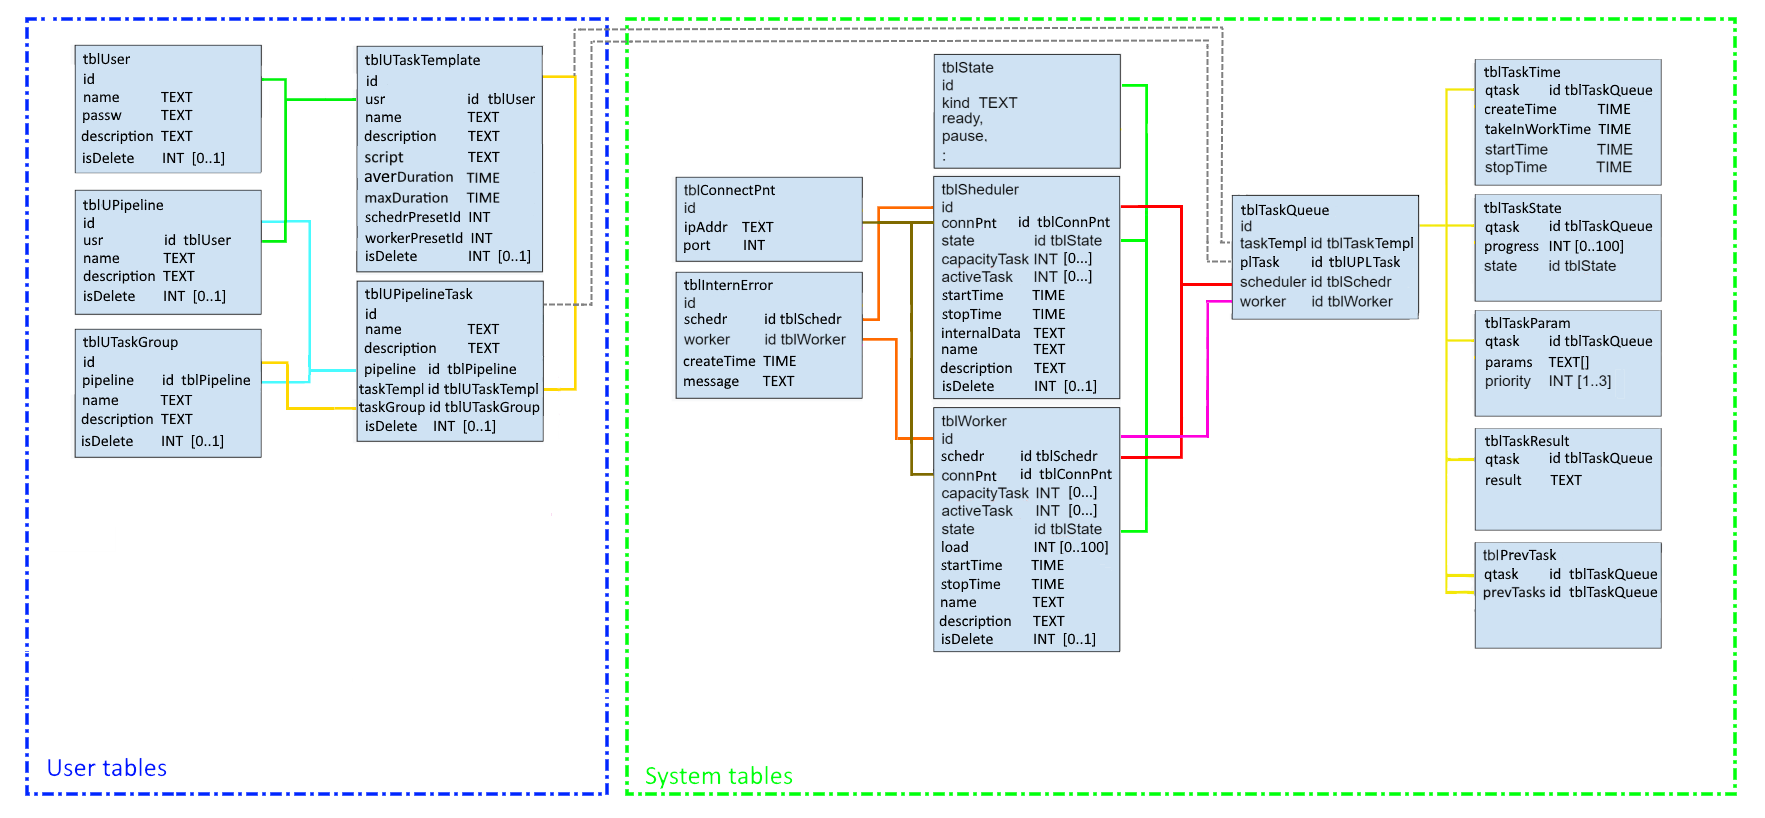 tblUser
id
name TEXT
passw TEXT
description TEXT
isDelete INT [0..1]
tblUPipeline
id
usr id tblUser
name TEXT
description TEXT
isDelete INT [0..1]
tblUTaskGroup
id
pipeline id tblPipeline
name TEXT
description TEXT
isDelete INT [0..1]
tblUTaskTemplate
id
usr id tblUser
name TEXT
description TEXT
script TEXT
averDuration TIME
maxDuration TIME
schedrPresetId INT
workerPresetId INT
isDelete INT [0..1]
tblUPipelineTask
id
name TEXT
description TEXT
pipeline id tblPipeline
taskTempl id tblUTaskTempl
taskGroup id tblUTaskGroup
isDelete INT [0..1]
User tables
tblConnectPnt
id
ipAddr TEXT
port INT
tblInternError
id
schedr id tblSchedr
worker id tblWorker
createTime TIME
message TEXT
tblState
id
kind TEXT
ready,
pause,
:
tblSheduler
id
connPnt id tblConnPnt
state id tblState
capacityTask INT [0...]
activeTask INT [0...]
startTime TIME
stopTime TIME
internalData TEXT
name TEXT
description TEXT
isDelete INT [0..1]
tblWorker
id
schedr id tblSchedr
connPnt id tblConnPnt
capacityTask INT [0...]
activeTask INT [0...]
state id tblState
load INT [0..100]
startTime TIME
stopTime TIME
name TEXT
description TEXT
isDelete INT [0..1]
tblTaskQueue
id
taskTempl id tblTaskTempl
plTask id tblUPLTask
scheduler id tblSchedr
worker id tblWorker
tblTaskTime
qtask id tblTaskQueue
createTime TIME
takeInWorkTime TIME
startTime TIME
stopTime TIME
tblTaskState
qtask id tblTaskQueue
progress INT [0..100]
state id tblState
tblTaskParam
qtask id tblTaskQueue
params TEXT[]
priority INT [1..3]
tblTaskResult
qtask id tblTaskQueue
result TEXT
tblPrevTask
qtask id tblTaskQueue
prevTasks id tblTaskQueue
System tables